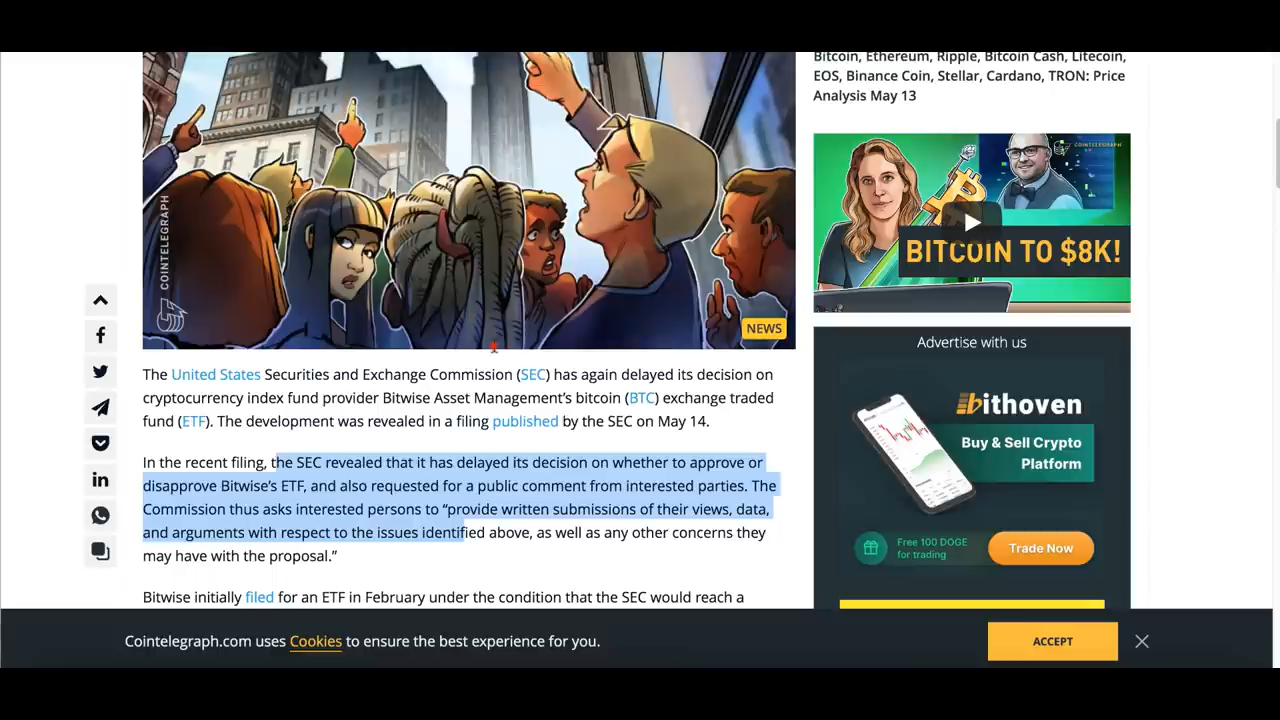 COINTELEGRAPH
NEWS
The United States Securities and Exchange Commission (SEC) has again delayed its decision on
cryptocurrency index fund provider Bitwise Asset Management’s bitcoin (BTC) exchange traded
fund (ETF). The development was revealed in a filing published by the SEC on May 14.
In the recent filing, the SEC revealed that it has delayed its decision on whether to approve or
disapprove Bitwise’s ETF, and also requested for a public comment from interested parties. The
Commission thus asks interested persons to “provide written submissions of their views, data,
and arguments with respect to the issues identified above, as well as any other concerns they
may have with the proposal.”
Bitwise initially filed for an ETF in February under the condition that the SEC would reach a
Bitcoin, Ethereum, Ripple, Bitcoin Cash, Litecoin,
EOS, Binance Coin, Stellar, Cardano, TRON: Price
Analysis May 13
COINTELEGRAPH
BITCOIN TO $8K!
Advertise with us
bithoven
Buy & Sell Crypto
Platform
Free 100 DOGE
for trading
Trade Now
Cointelegraph.com uses Cookies to ensure the best experience for you.
ACCEPT